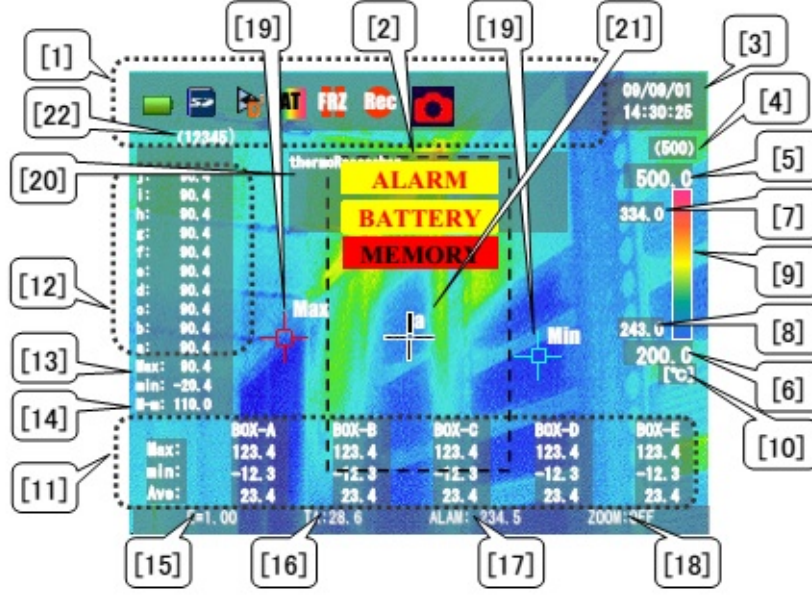 [19] [2] [19] [21]
[1] [3]
09/09/01
AT FRZ Rec
14:30:25
[22] [4]
(12345)
(500)
[5]
[20]
500.0
ALARM
334.0 [7]
BATTERY
j: 90.4
i: 90.4
h: 90.4
g: 90.4
MEMORY
[9]
f: 90.4
e: 90.4
[12]
d: 90.4
c: 90.4
Max a
b: 90.4
243.0 [8]
a: 90.4
Min
[13]
Max: 90.4
200.0 [6]
min: -20.4
[℃]
[14]
M-m: 110.0
[10]
BOX-A BOX-B BOX-C BOX-D BOX-E
Max: 123.4 123.4 123.4 123.4 123.4
[11]
min: -12.3 -12.3 -12.3 -12.3 -12.3
Ave: 23.4 23.4 23.4 23.4 23.4
=1.00 :28.6 ALAM: 234.5 ZOOM:OFF
[15] [16] [17] [18]